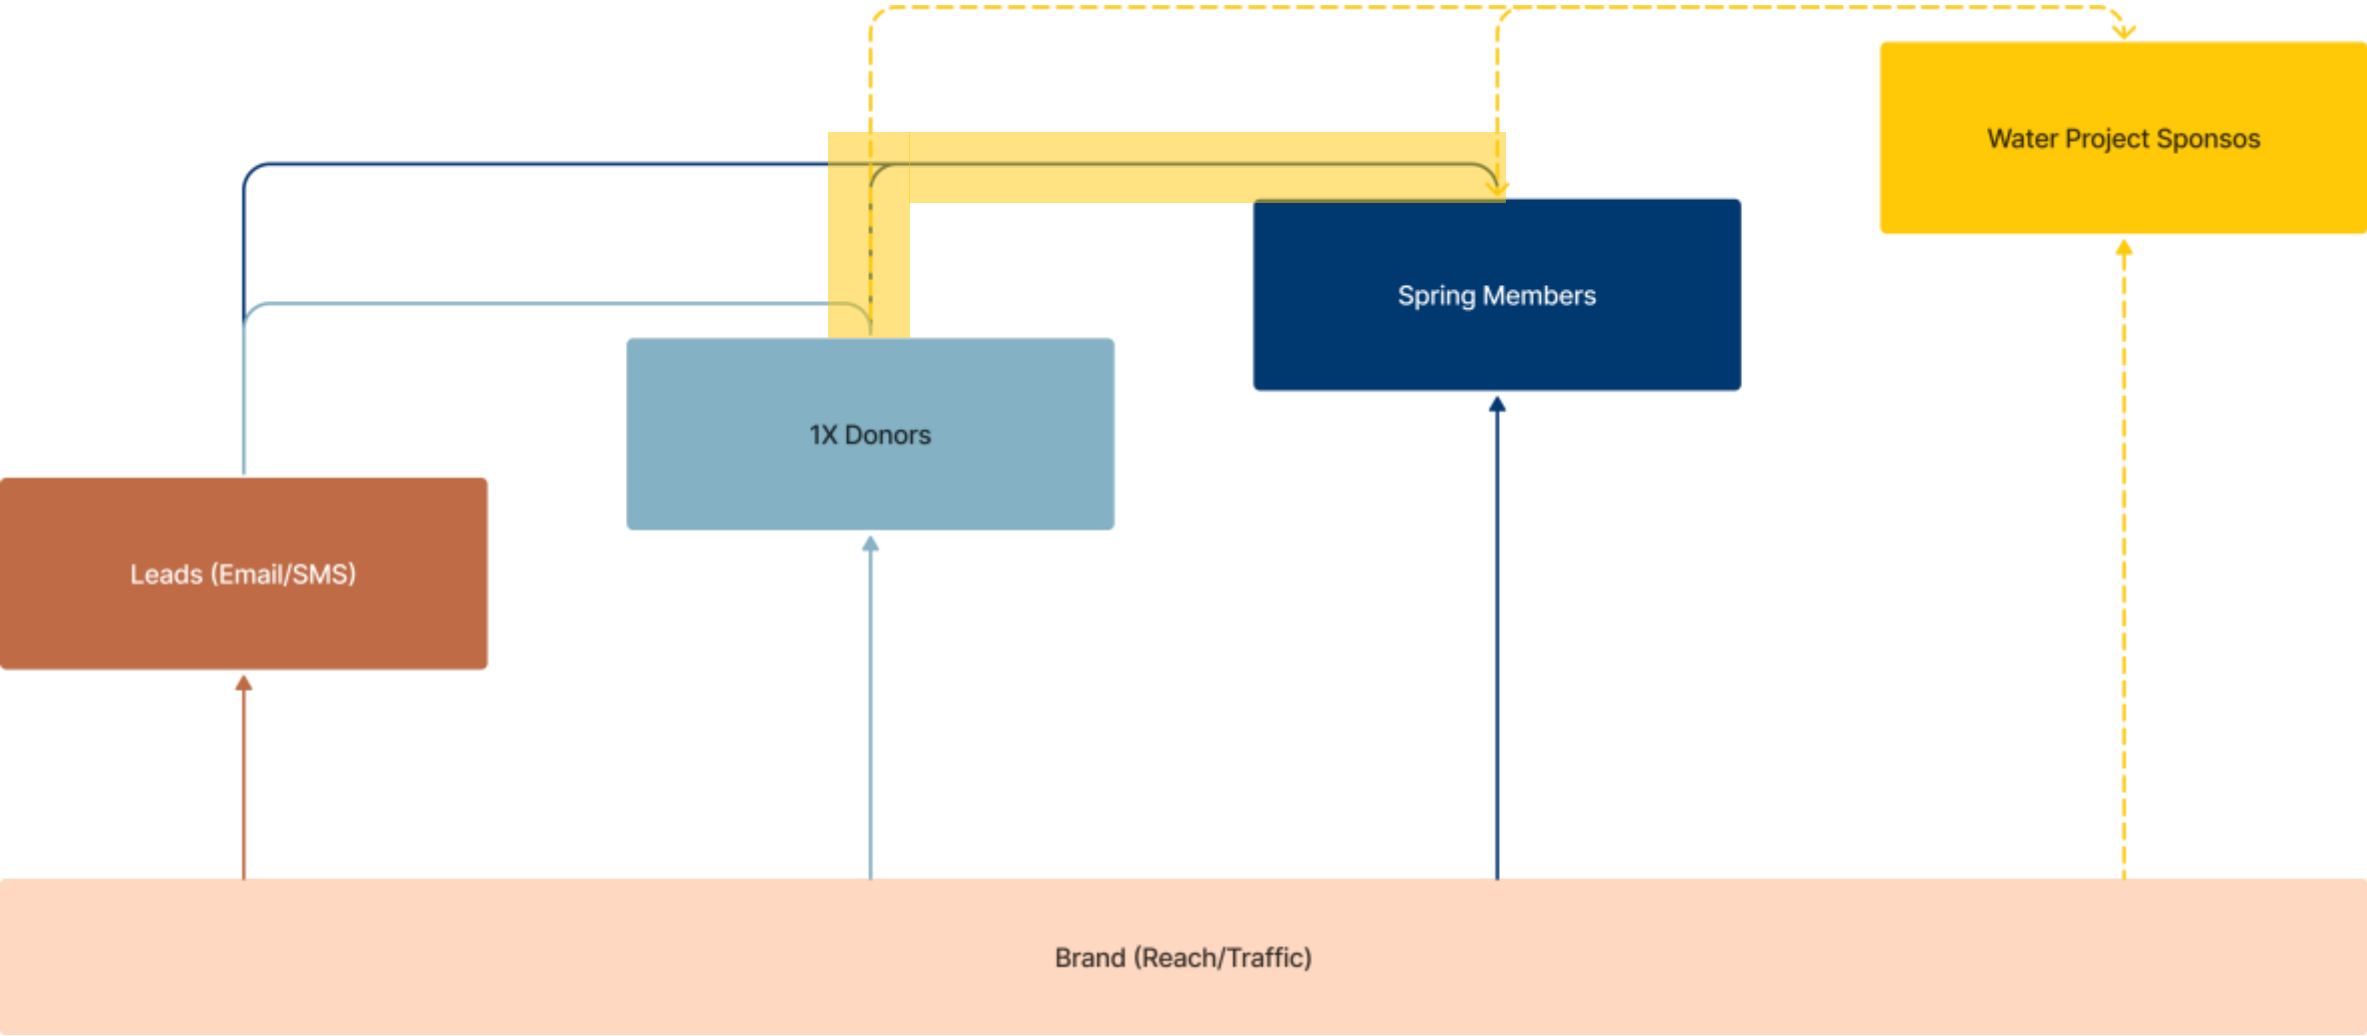 Water Project Sponsos
Spring Members
1X Donors
Leads (Email/SMS)
Brand (Reach/Traffic)